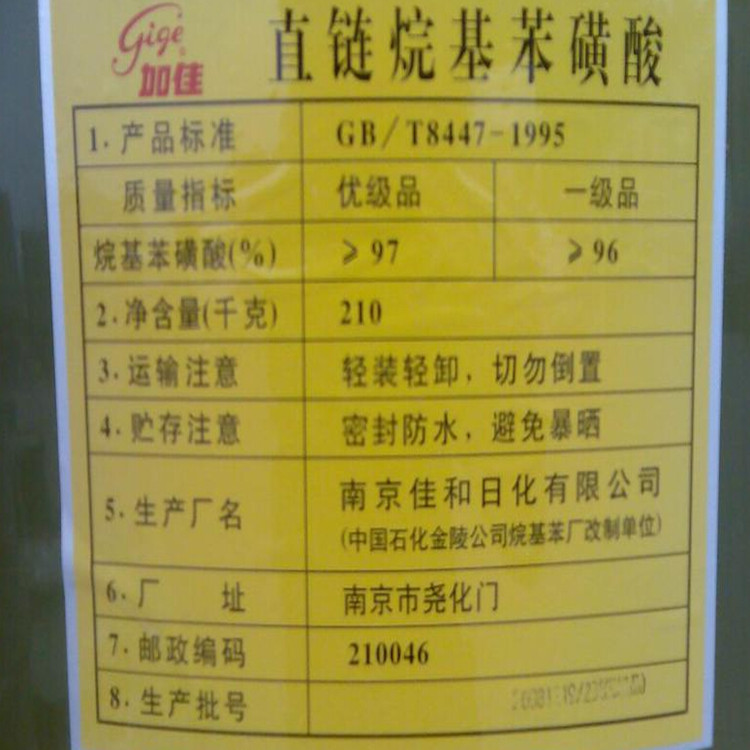 Gige
加佳
直链烷基苯磺酸
1.产品标准 GB/T8447-1995
质量指标 优级品 一级品
烷基苯磺酸(%) ≥97 ≥96
2.净含量(千克) 210
3.运输注意 轻装轻卸，切勿倒置
4.贮存注意 密封防水，避免暴晒
5.生产厂名 南京佳和日化有限公司
(中国石化金陵公司烷基苯厂改制单位)
6.厂 址 南京市尧化门
7.邮政编码 210046
8.生产批号